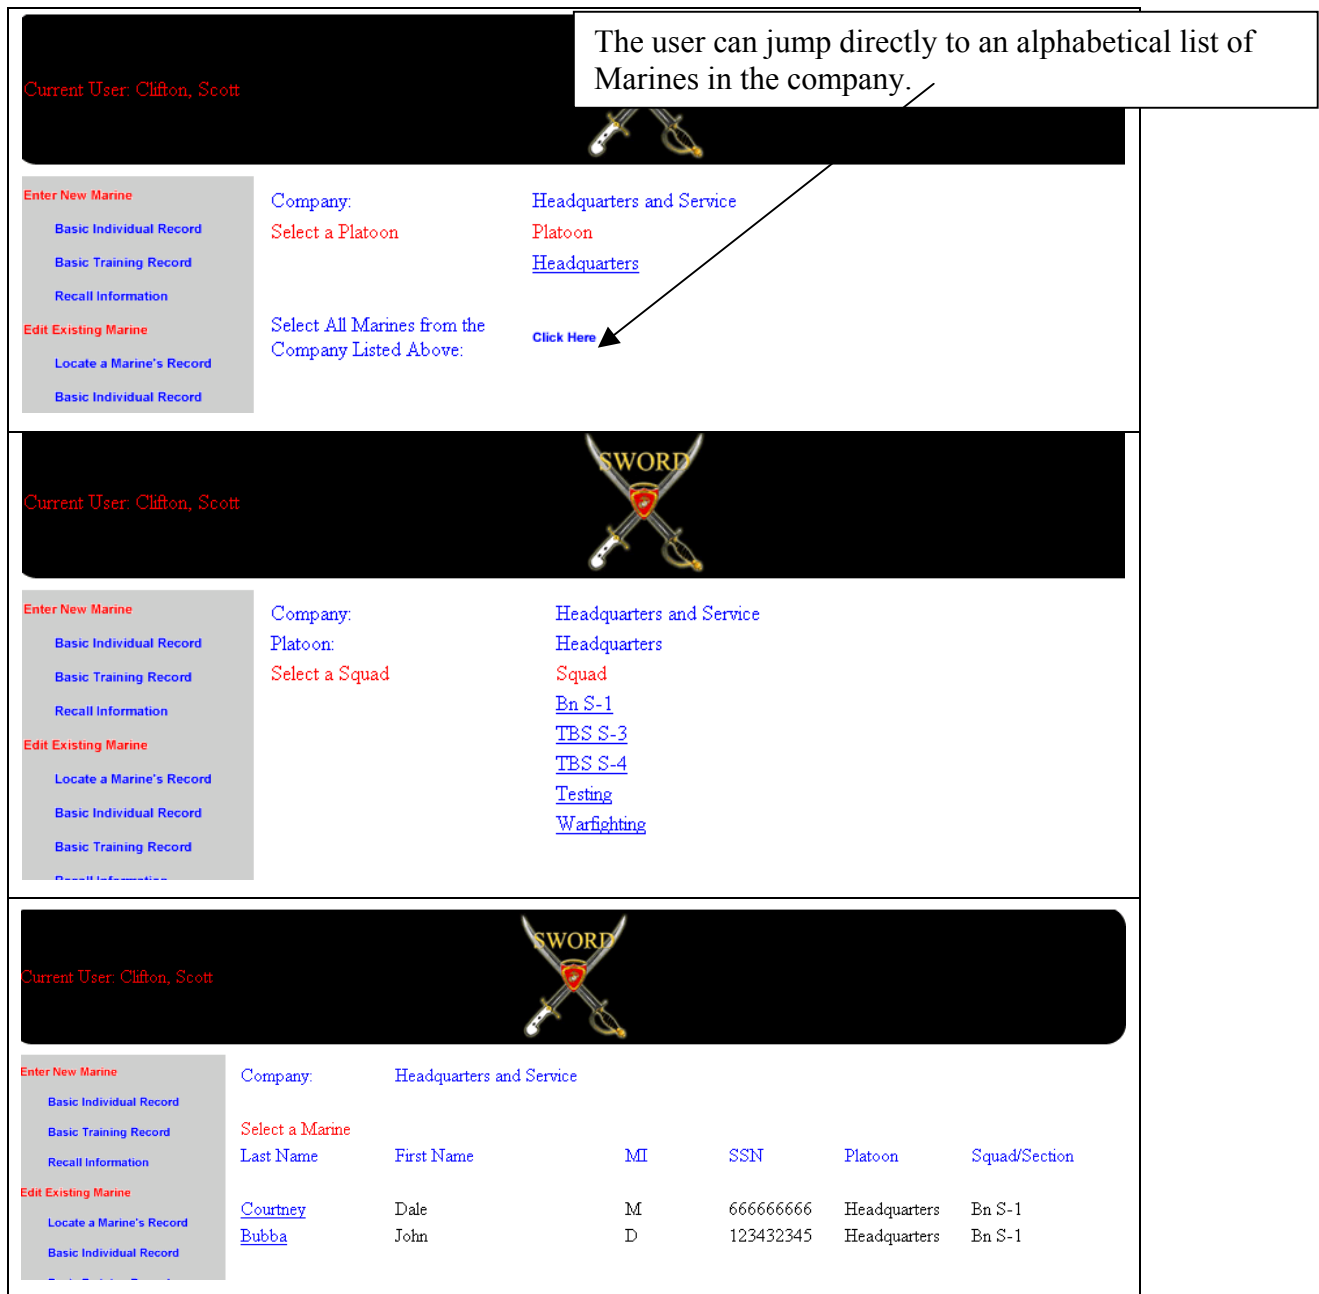 The user can jump directly to an alphabetical list of
Marines in the company.
Current User: Clifton, Scott
Enter New Marine
Basic Individual Record
Basic Training Record
Recall Information
Edit Existing Marine
Locate a Marine's Record
Basic Individual Record
Company: Headquarters and Service
Select a Platoon Platoon
Headquarters
Select All Marines from the
Company Listed Above: Click Here
SWORD
Current User: Clifton, Scott
Enter New Marine
Basic Individual Record
Basic Training Record
Recall Information
Edit Existing Marine
Locate a Marine's Record
Basic Individual Record
Basic Training Record
Recall Information
Company: Headquarters and Service
Platoon: Headquarters
Select a Squad Squad
Bn S-1
TBS S-3
TBS S-4
Testing
Warfighting
SWORD
Current User: Clifton, Scott
Enter New Marine
Basic Individual Record
Basic Training Record
Recall Information
Edit Existing Marine
Locate a Marine's Record
Basic Individual Record
Company: Headquarters and Service
Select a Marine
Last Name First Name MI SSN Platoon Squad/Section
Courtney Dale M 666666666 Headquarters Bn S-1
Bubba John D 123432345 Headquarters Bn S-1